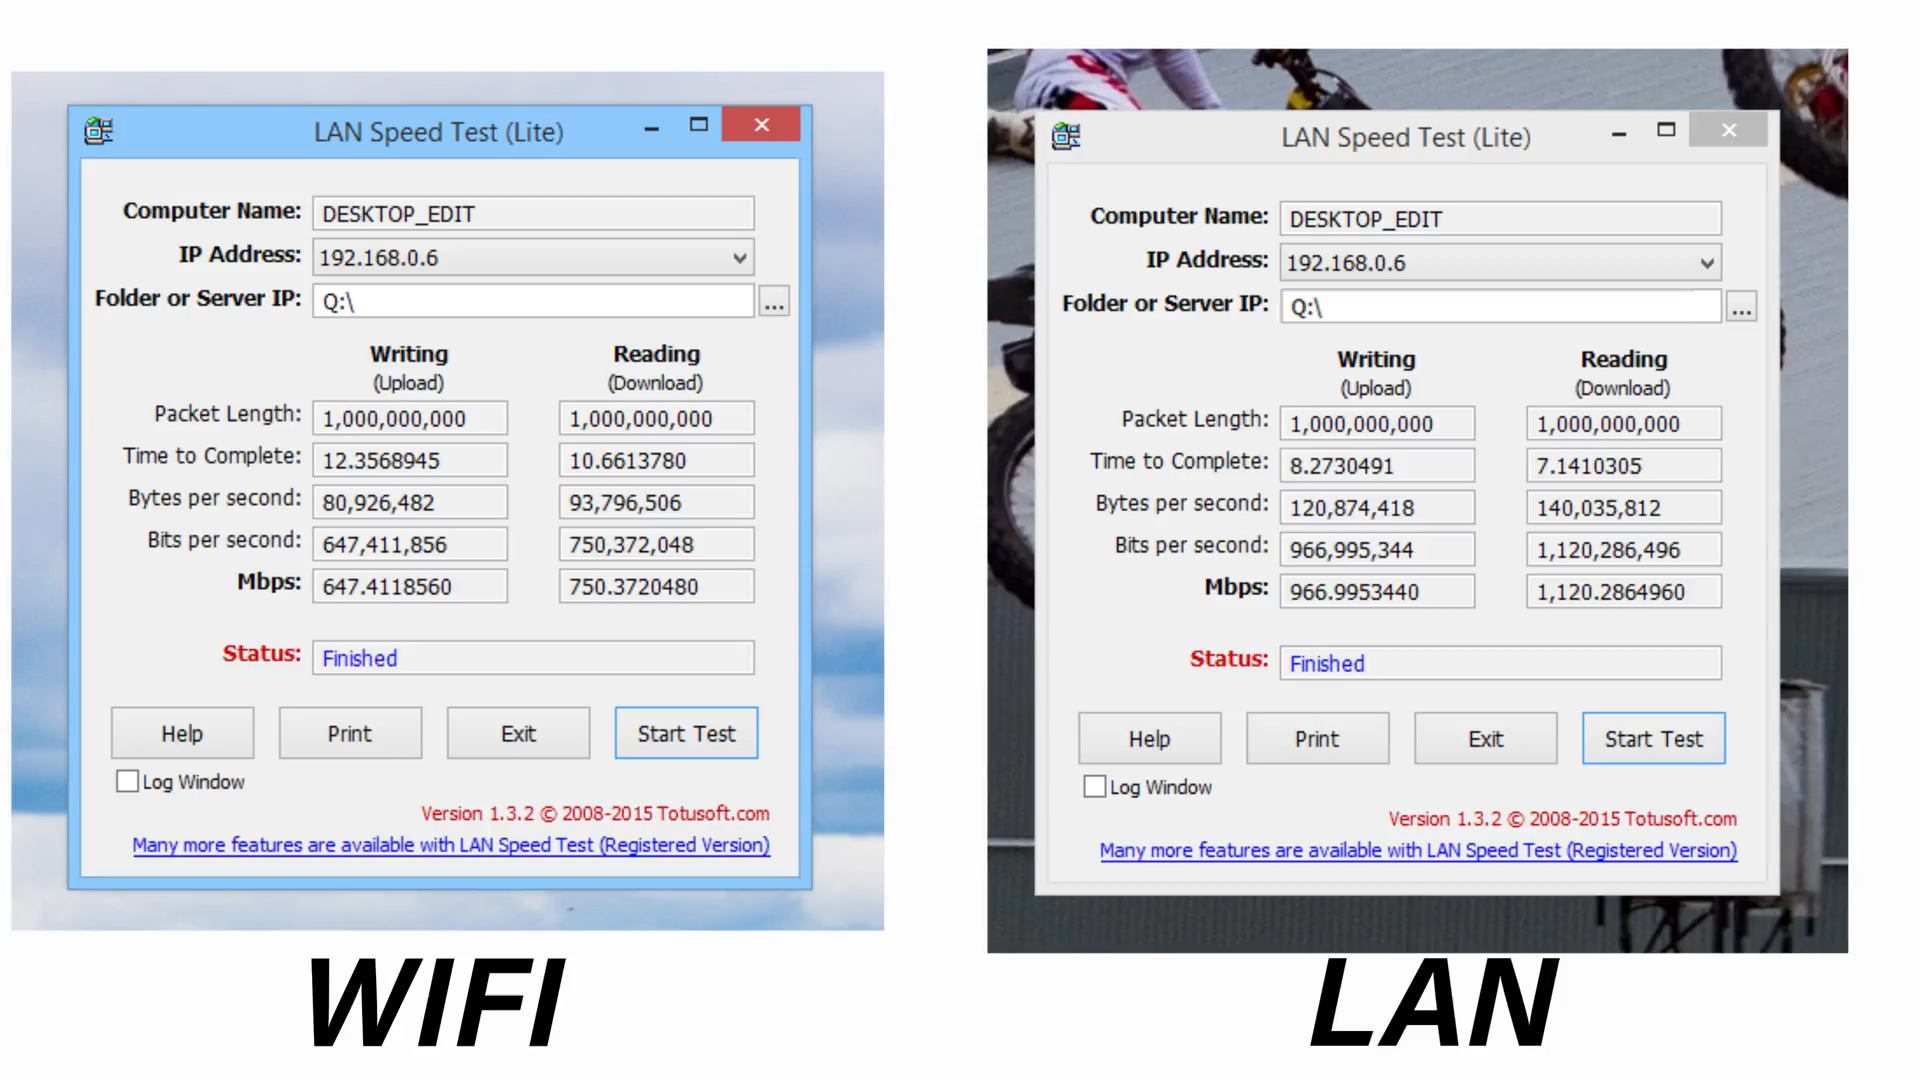 LAN Speed Test (Lite)
Computer Name: DESKTOP_EDIT
IP Address: 192.168.0.6
Folder or Server IP: Q:\ ...
Writing Reading
(Upload) (Download)
Packet Length: 1,000,000,000 1,000,000,000
Time to Complete: 12.3568945 10.6613780
Bytes per second: 80,926,482 93,796,506
Bits per second: 647,411,856 750,372,048
Mbps: 647.4118560 750.3720480
Status: Finished
Help Print Exit Start Test
Log Window
Version 1.3.2 © 2008-2015 Totusoft.com
Many more features are available with LAN Speed Test (Registered Version)
WIFI
LAN Speed Test (Lite)
Computer Name: DESKTOP_EDIT
IP Address: 192.168.0.6
Folder or Server IP: Q:\ ...
Writing Reading
(Upload) (Download)
Packet Length: 1,000,000,000 1,000,000,000
Time to Complete: 8.2730491 7.1410305
Bytes per second: 120,874,418 140,035,812
Bits per second: 966,995,344 1,120,286,496
Mbps: 966.9953440 1,120.2864960
Status: Finished
Help Print Exit Start Test
Log Window
Version 1.3.2 © 2008-2015 Totusoft.com
Many more features are available with LAN Speed Test (Registered Version)
LAN